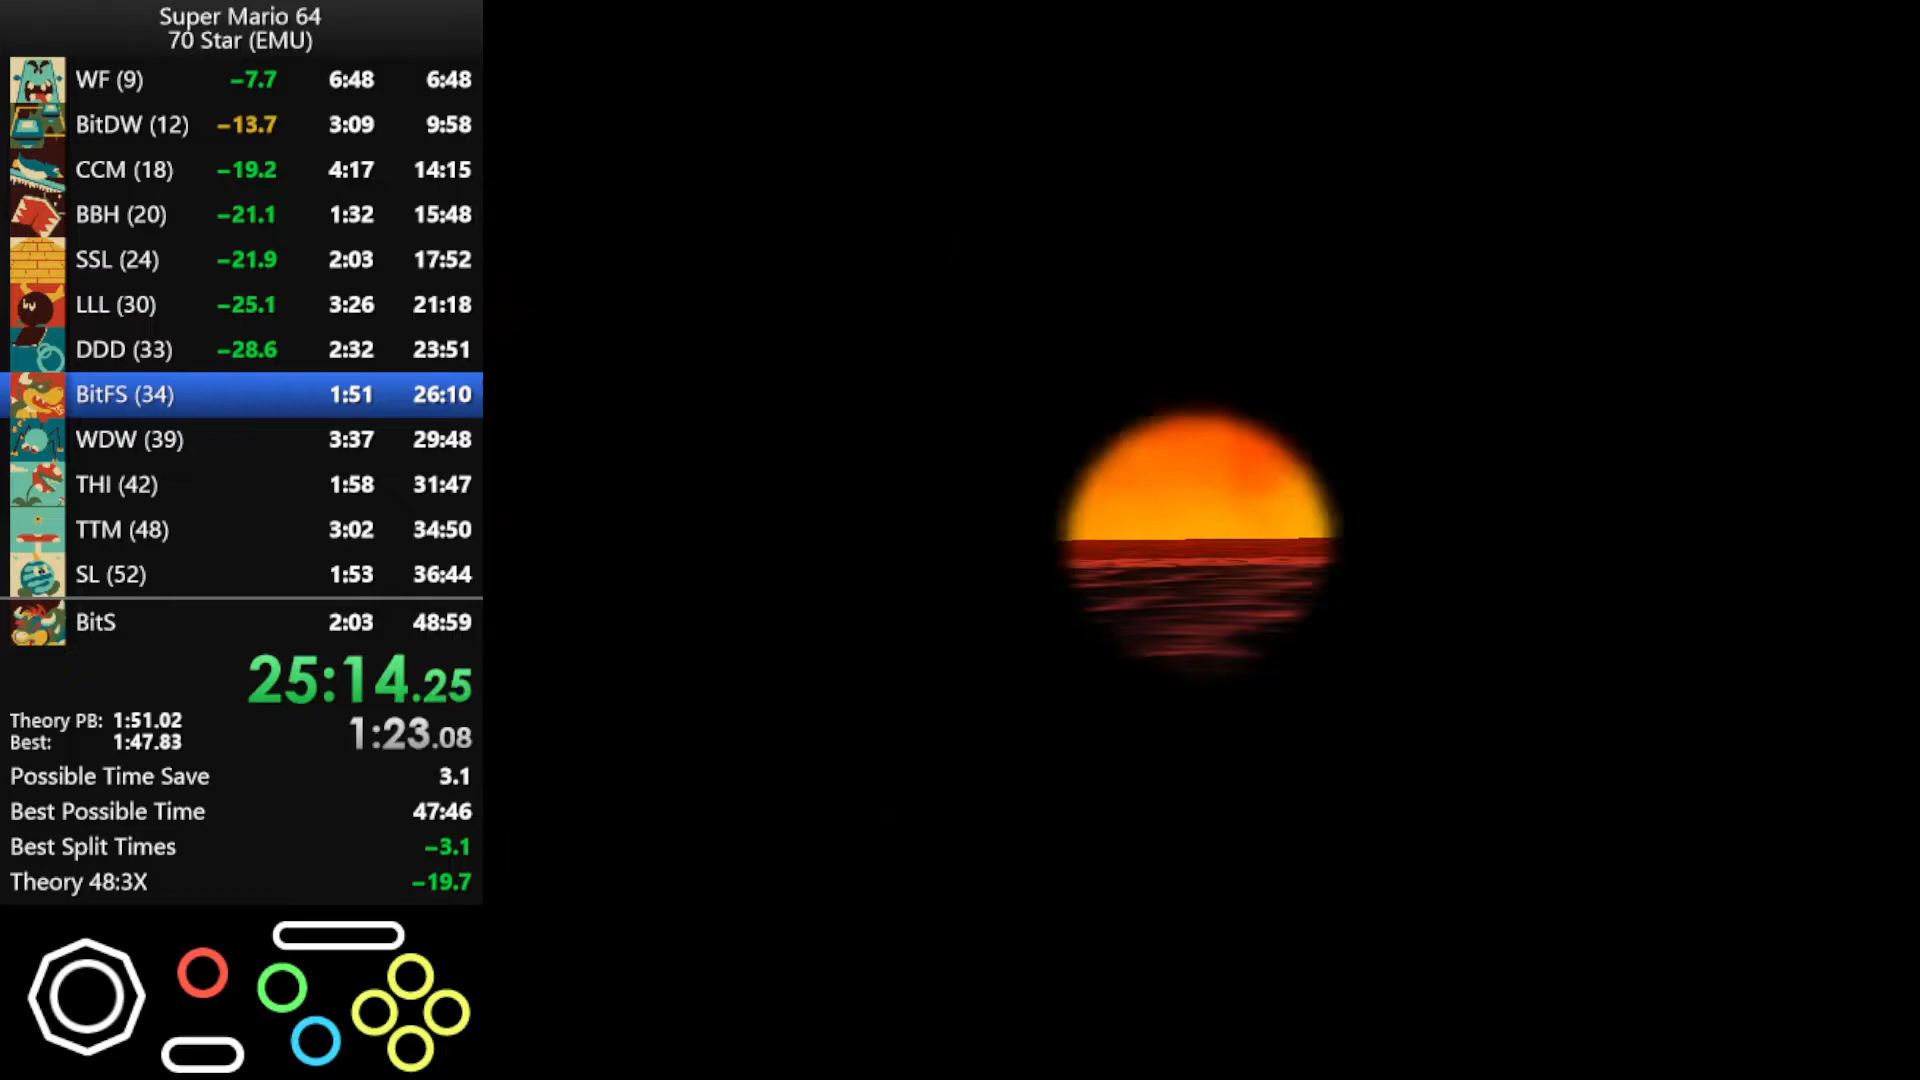 Super Mario 64
70 Star (EMU)
WF (9) −7.7 6:48 6:48
BitDW (12) −13.7 3:09 9:58
CCM (18) −19.2 4:17 14:15
BBH (20) −21.1 1:32 15:48
SSL (24) −21.9 2:03 17:52
LLL (30) −25.1 3:26 21:18
DDD (33) −28.6 2:32 23:51
BitFS (34) 1:51 26:10
WDW (39) 3:37 29:48
THI (42) 1:58 31:47
TTM (48) 3:02 34:50
SL (52) 1:53 36:44
BitS 2:03 48:59
25:14.25
Theory PB: 1:51.02
Best: 1:47.83
1:23.08
Possible Time Save 3.1
Best Possible Time 47:46
Best Split Times −3.1
Theory 48:3X −19.7